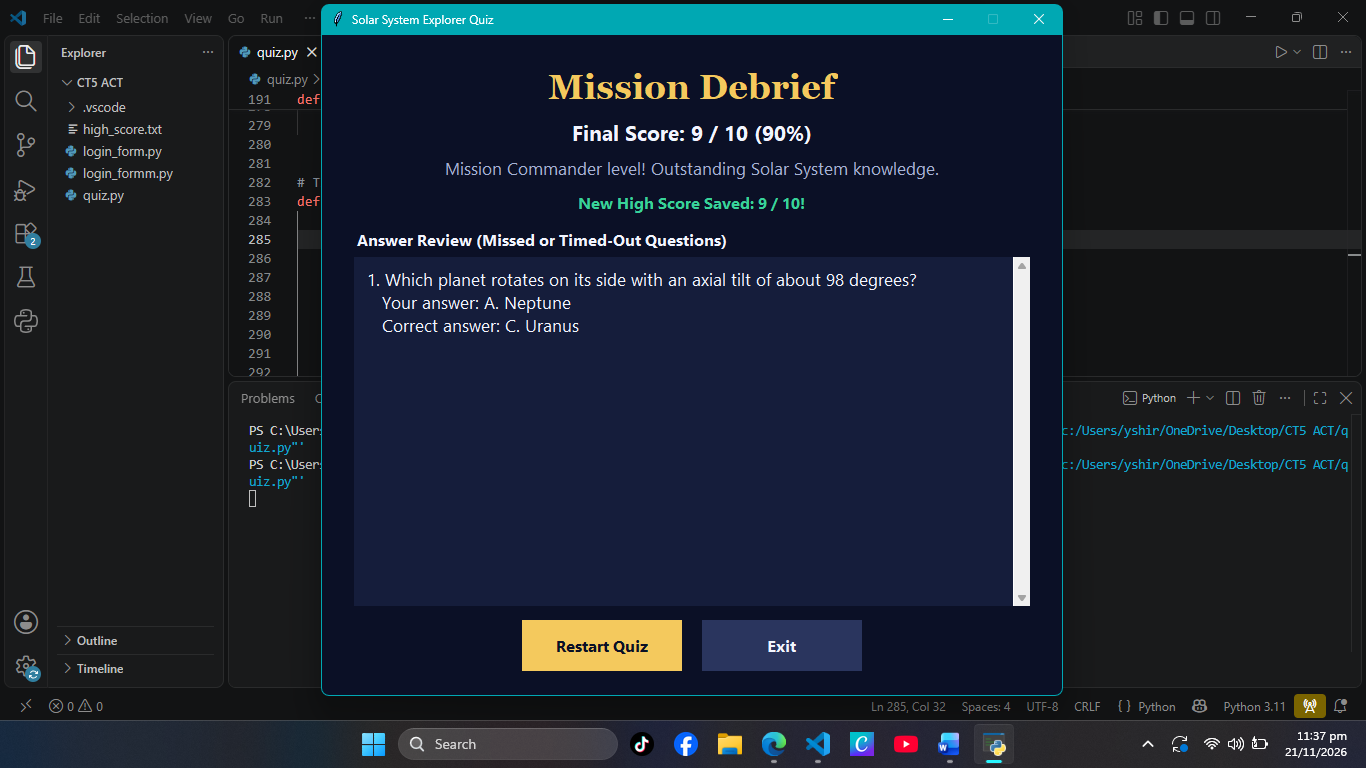 File Edit Selection View Go Run ···
Solar System Explorer Quiz
Explorer
···
CT5 ACT
.vscode
high_score.txt
login_form.py
login_formm.py
quiz.py
2
Outline
Timeline
quiz.py
quiz.py
191 def
279
280
281
282 # T
283 def
284
285
286
287
288
289
290
291
292
Mission Debrief
Final Score: 9 / 10 (90%)
Mission Commander level! Outstanding Solar System knowledge.
New High Score Saved: 9 / 10!
Answer Review (Missed or Timed-Out Questions)
1. Which planet rotates on its side with an axial tilt of about 98 degrees?
Your answer: A. Neptune
Correct answer: C. Uranus
Restart Quiz
Exit
Problems
Python
PS C:\Users
c:/Users/yshir/OneDrive/Desktop/CT5 ACT/q
uiz.py"'
PS C:\Users
c:/Users/yshir/OneDrive/Desktop/CT5 ACT/q
uiz.py"'
0 0
Ln 285, Col 32 Spaces: 4 UTF-8 CRLF { } Python Python 3.11
Search
11:37 pm
21/11/2026